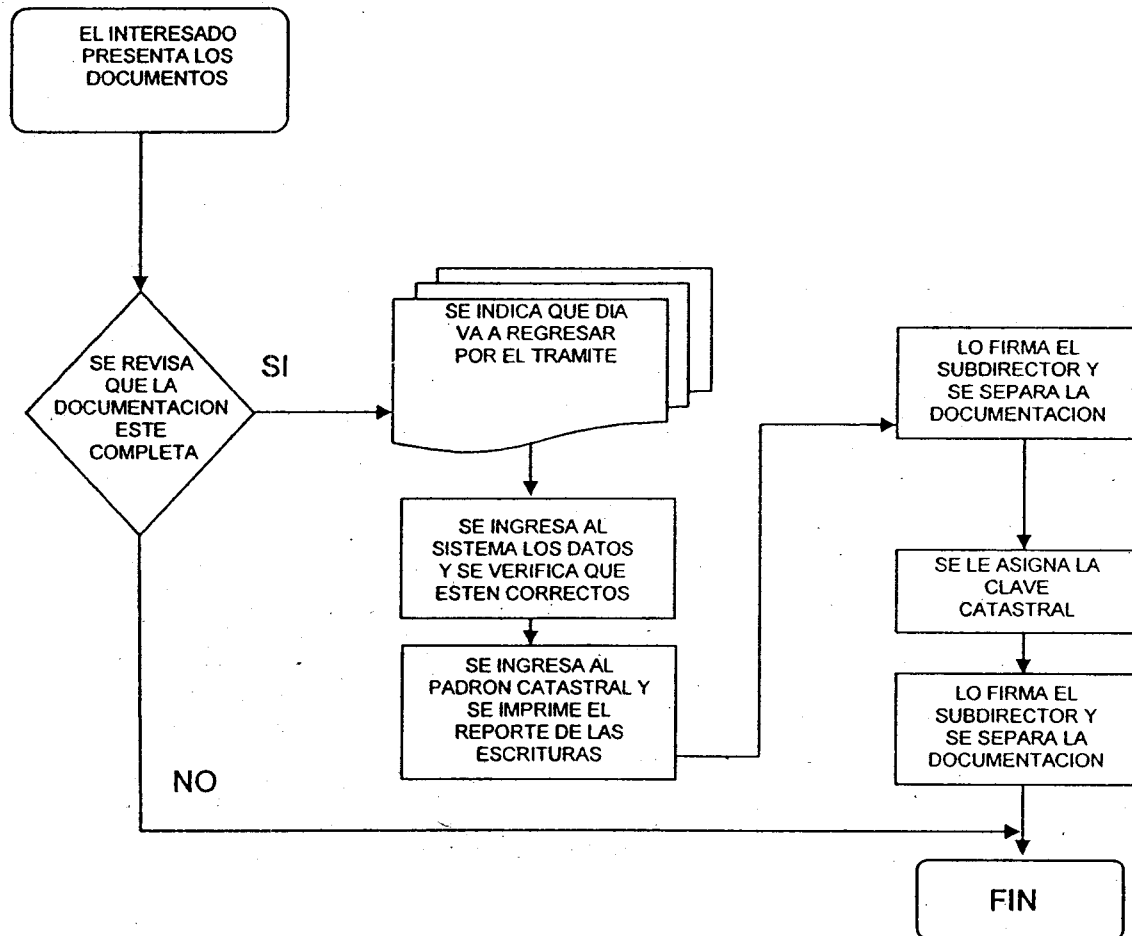 EL INTERESADO
PRESENTA LOS
DOCUMENTOS
SE REVISA
QUE LA
DOCUMENTACION
ESTE
COMPLETA
SI
SE INDICA QUE DIA
VA A REGRESAR
POR EL TRAMITE
SE INGRESA AL
SISTEMA LOS DATOS
Y SE VERIFICA QUE
ESTEN CORRECTOS
SE INGRESA AL
PADRON CATASTRAL Y
SE IMPRIME EL
REPORTE DE LAS
ESCRITURAS
LO FIRMA EL
SUBDIRECTOR Y
SE SEPARA LA
DOCUMENTACION
SE LE ASIGNA LA
CLAVE
CATASTRAL
LO FIRMA EL
SUBDIRECTOR Y
SE SEPARA LA
DOCUMENTACION
NO
FIN